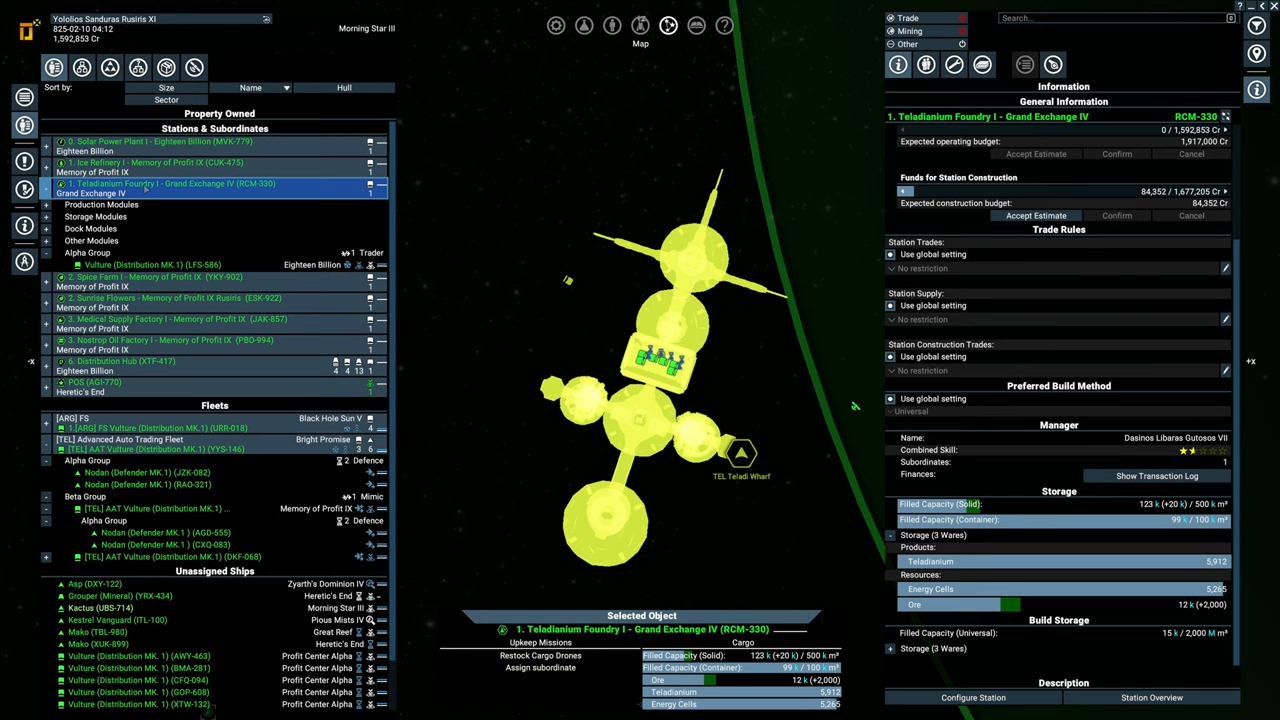 Yololios Sanduras Rusiris XI
825-02-10 04:12
1,592,853 Cr
Morning Star III
Sort by:
Size
Name
Hull
Sector
Property Owned
Stations & Subordinates
0. Solar Power Plant I - Eighteen Billion (MVK-779)
Eighteen Billion
1
1. Ice Refinery I - Memory of Profit IX (CUK-475)
Memory of Profit IX
1
1. Teladianium Foundry I - Grand Exchange IV (RCM-330)
Grand Exchange IV
1
Production Modules
Storage Modules
Dock Modules
Other Modules
Alpha Group
1 Trader
Vulture (Distribution MK.1) (LFS-586)
Eighteen Billion
2. Spice Farm I - Memory of Profit IX (YKY-902)
Memory of Profit IX
1
2. Sunrise Flowers - Memory of Profit IX Rusiris (ESK-922)
Memory of Profit IX
1
3. Medical Supply Factory I - Memory of Profit IX (JAK-857)
Memory of Profit IX
1
3. Nostrop Oil Factory I - Memory of Profit IX (PBO-994)
Memory of Profit IX
1
6. Distribution Hub (XTF-417)
Eighteen Billion
4 4 13 1
POS (AGI-770)
Heretic's End
1
Fleets
[ARG] FS
Black Hole Sun V
1.[ARG] FS Vulture (Distribution MK.1) (URR-018)
4
[TEL] Advanced Auto Trading Fleet
Bright Promise
[TEL] AAT Vulture (Distribution MK.1) (YYS-146)
3 6
Alpha Group
2 Defence
Nodan (Defender MK.1) (JZK-082)
Nodan (Defender MK.1) (RAO-321)
Beta Group
1 Mimic
[TEL] AAT Vulture (Distribution MK.1) ...
Memory of Profit IX
Alpha Group
2 Defence
Nodan (Defender MK.1 ) (AGD-555)
Nodan (Defender MK.1) (CXQ-083)
[TEL] AAT Vulture (Distribution MK.1) (DKF-068)
Unassigned Ships
Asp (DXY-122)
Zyarth's Dominion IV
Grouper (Mineral) (YRX-434)
Heretic's End
Kactus (UBS-714)
Morning Star III
Kestrel Vanguard (ITL-100)
Pious Mists IV
Mako (TBL-980)
Great Reef
Mako (XUK-899)
Heretic's End
Vulture (Distribution MK.1) (AWY-463)
Profit Center Alpha
Vulture (Distribution MK.1) (BMA-281)
Profit Center Alpha
Vulture (Distribution MK.1) (CFQ-094)
Profit Center Alpha
Vulture (Distribution MK.1) (GOP-608)
Profit Center Alpha
Vulture (Distribution MK.1) (XTW-132)
Profit Center Alpha
Map
-x
+x
TEL Teladi Wharf
Selected Object
1. Teladianium Foundry I - Grand Exchange IV (RCM-330)
Upkeep Missions
Cargo
Restock Cargo Drones
Filled Capacity (Solid): 123 k (+20 k) / 500 k m³
Assign subordinate
Filled Capacity (Container): 99 k / 100 k m³
Ore 12 k (+2,000)
Teladianium 5,912
Energy Cells 5,265
Trade
Mining
Other
Search...
Information
General Information
1. Teladianium Foundry I - Grand Exchange IV
RCM-330
0 / 1,592,853 Cr
Expected operating budget: 1,917,000 Cr
Accept Estimate
Confirm
Cancel
Funds for Station Construction
84,352 / 1,677,205 Cr
Expected construction budget: 84,352 Cr
Accept Estimate
Confirm
Cancel
Trade Rules
Station Trades:
Use global setting
No restriction
Station Supply:
Use global setting
No restriction
Station Construction Trades:
Use global setting
No restriction
Preferred Build Method
Use global setting
Universal
Manager
Name: Dasinos Libaras Gutosos VII
Combined Skill:
Subordinates: 1
Finances: Show Transaction Log
Storage
Filled Capacity (Solid): 123 k (+20 k) / 500 k m³
Filled Capacity (Container): 99 k / 100 k m³
Storage (3 Wares)
Products:
Teladianium 5,912
Resources:
Energy Cells 5,265
Ore 12 k (+2,000)
Build Storage
Filled Capacity (Universal): 15 k / 2,000 M m³
Storage (3 Wares)
Description
Configure Station
Station Overview